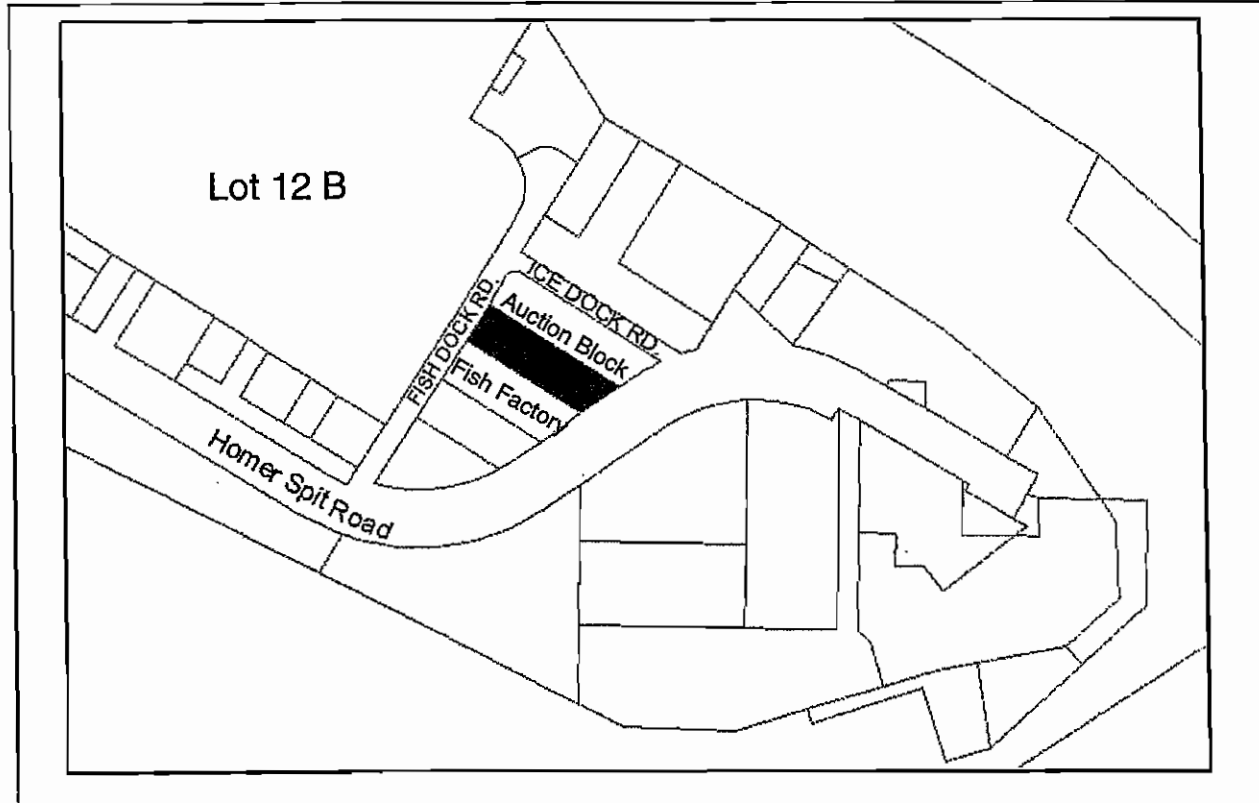 Lot 12 B
ICE DOCK RD.
FISH DOCK RD.
Auction Block
Fish Factory
Homer Spit Road